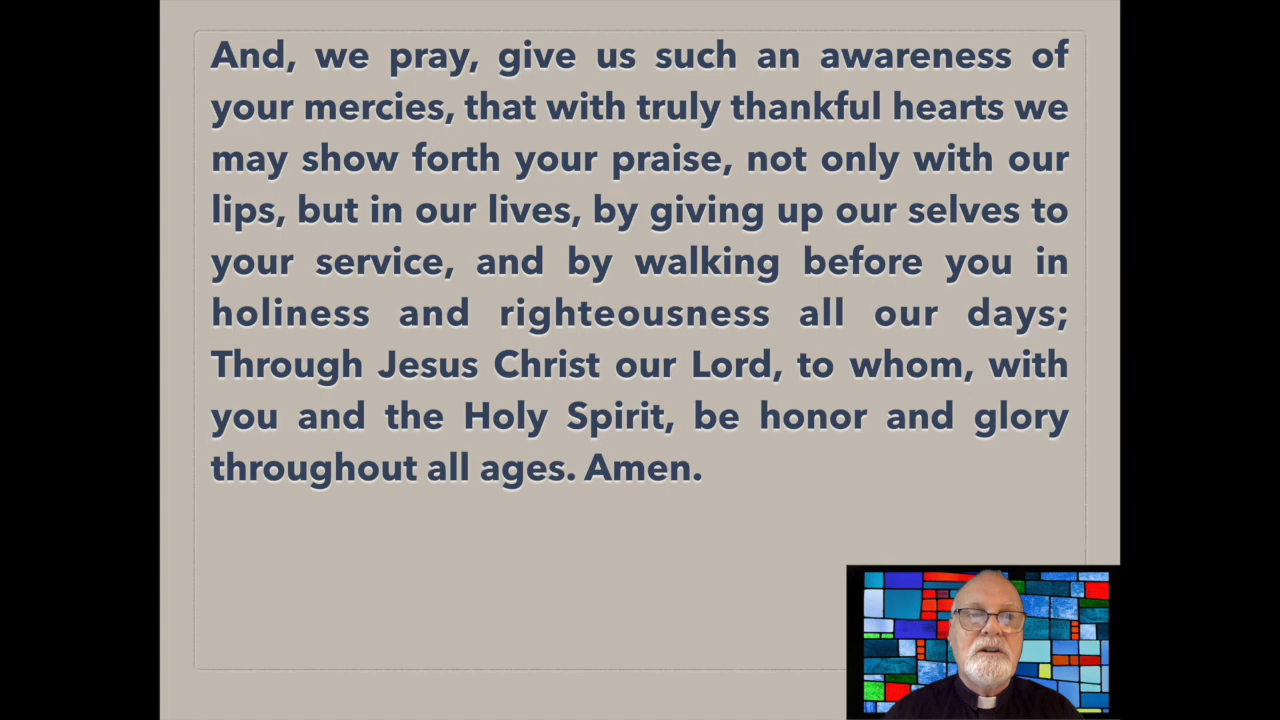 And, we pray, give us such an awareness of
your mercies, that with truly thankful hearts we
may show forth your praise, not only with our
lips, but in our lives, by giving up our selves to
your service, and by walking before you in
holiness and righteousness all our days;
Through Jesus Christ our Lord, to whom, with
you and the Holy Spirit, be honor and glory
throughout all ages. Amen.